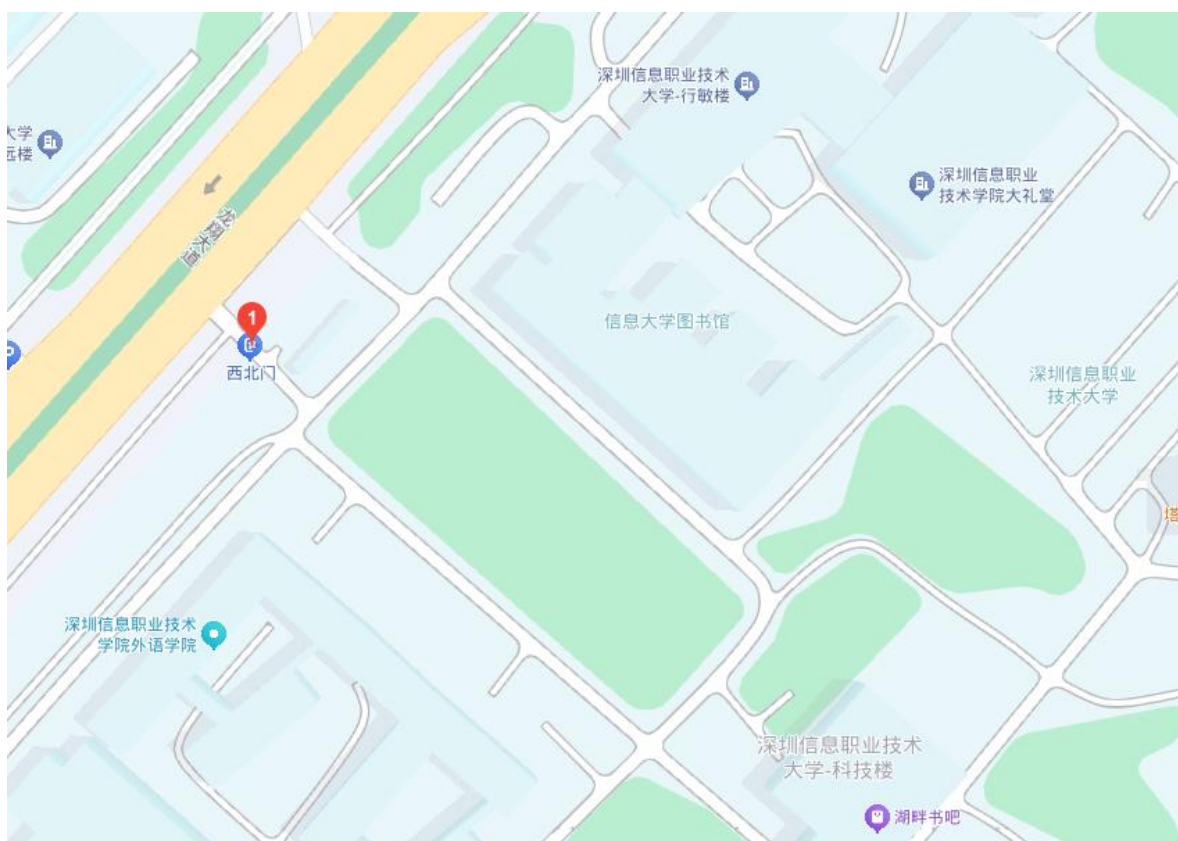 深圳信息职业技术
大学-行敏楼
大学
远楼
深圳信息职业
技术学院大礼堂
龙翔大道
1
信息大学图书馆
西北门
深圳信息职业
技术大学
塔
深圳信息职业技术
学院外语学院
深圳信息职业技术
大学-科技楼
湖畔书吧